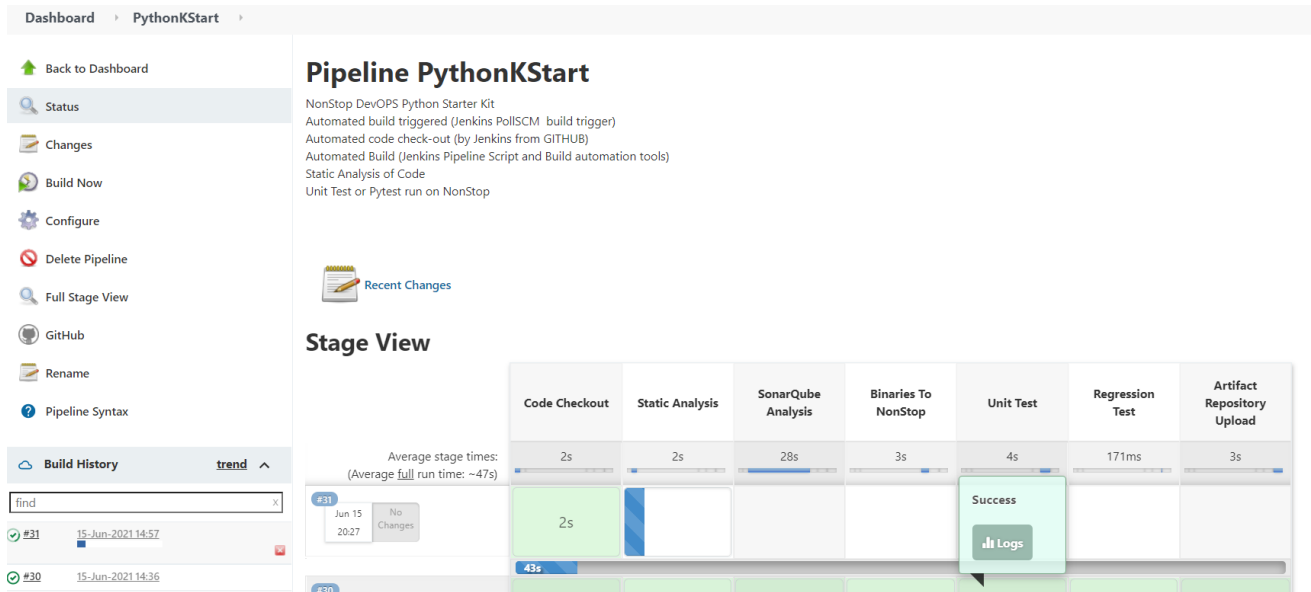 Dashboard
PythonKStart
Back to Dashboard
Status
Changes
Build Now
Configure
Delete Pipeline
Full Stage View
GitHub
Rename
Pipeline Syntax
Build History
trend
find
x
#31
15-Jun-2021 14:57
#30
15-Jun-2021 14:36
Pipeline PythonKStart
NonStop DevOPS Python Starter Kit
Automated build triggered (Jenkins PollSCM build trigger)
Automated code check-out (by Jenkins from GITHUB)
Automated Build (Jenkins Pipeline Script and Build automation tools)
Static Analysis of Code
Unit Test or Pytest run on NonStop
Recent Changes
Stage View
Code Checkout
Static Analysis
SonarQube
Analysis
Binaries To
NonStop
Unit Test
Regression
Test
Artifact
Repository
Upload
Average stage times:
(Average full run time: ~47s)
2s
2s
28s
3s
4s
171ms
3s
#31
Jun 15
20:27
No
Changes
2s
Success
Logs
43s
#30